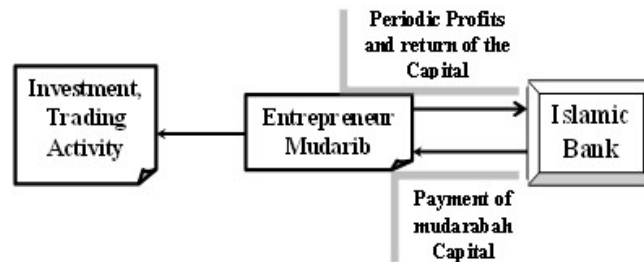 Periodic Profits
and return of the
Capital
Investment,
Trading
Activity
Entrepreneur
Mudarib
Islamic
Bank
Payment of
mudarabah
Capital